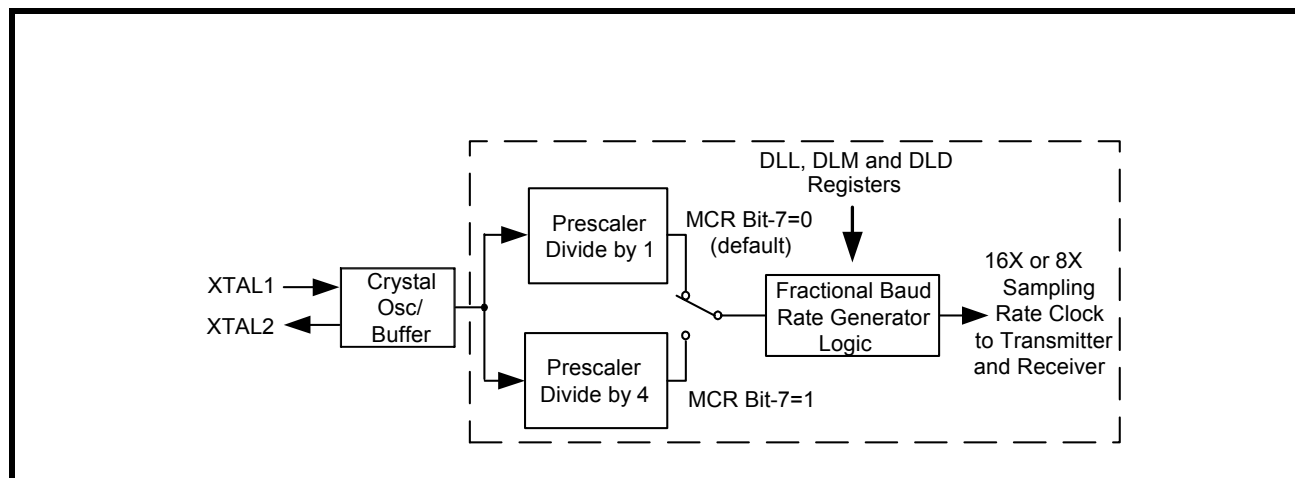 DLL, DLM and DLD
Registers
Prescaler
Divide by 1
MCR Bit-7=0
(default)
XTAL1
XTAL2
Crystal
Osc/
Buffer
Fractional Baud
Rate Generator
Logic
16X or 8X
Sampling
Rate Clock
to Transmitter
and Receiver
Prescaler
Divide by 4
MCR Bit-7=1